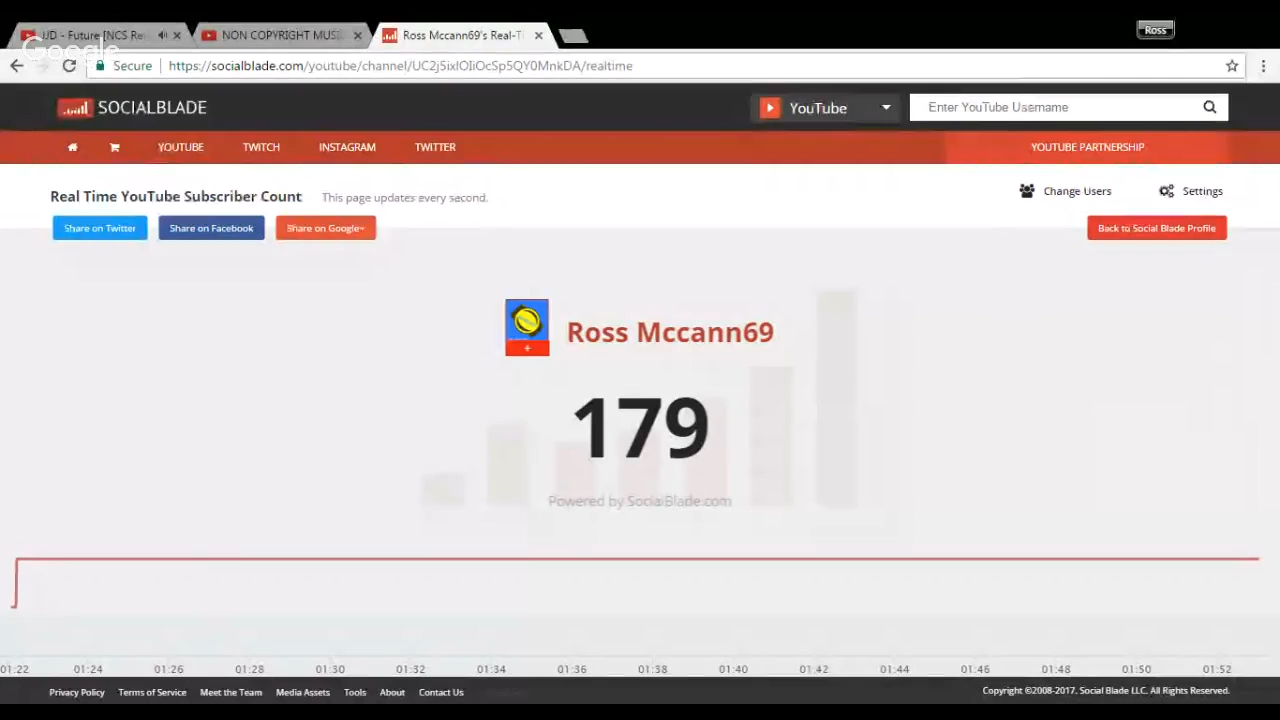 JJD - Future [NCS Re
NON COPYRIGHT MUSI
Ross Mccann69's Real-T
Ross
Google
Secure
https://socialblade.com/youtube/channel/
SOCIALBLADE
YouTube
Enter YouTube Username
YOUTUBE
TWITCH
INSTAGRAM
TWITTER
YOUTUBE PARTNERSHIP
Real Time YouTube Subscriber Count
This page updates every second.
Change Users
Settings
Share on Twitter
Share on Facebook
Share on Google+
Back to Social Blade Profile
Ross Mccann69
179
Powered by SocialBlade.com
01:22 01:24 01:26 01:28 01:30 01:32 01:34 01:36 01:38 01:40 01:42 01:44 01:46 01:48 01:50 01:52
Privacy Policy Terms of Service Meet the Team Media Assets Tools About Contact Us
Copyright ©2008-2017, Social Blade LLC. All Rights Reserved.